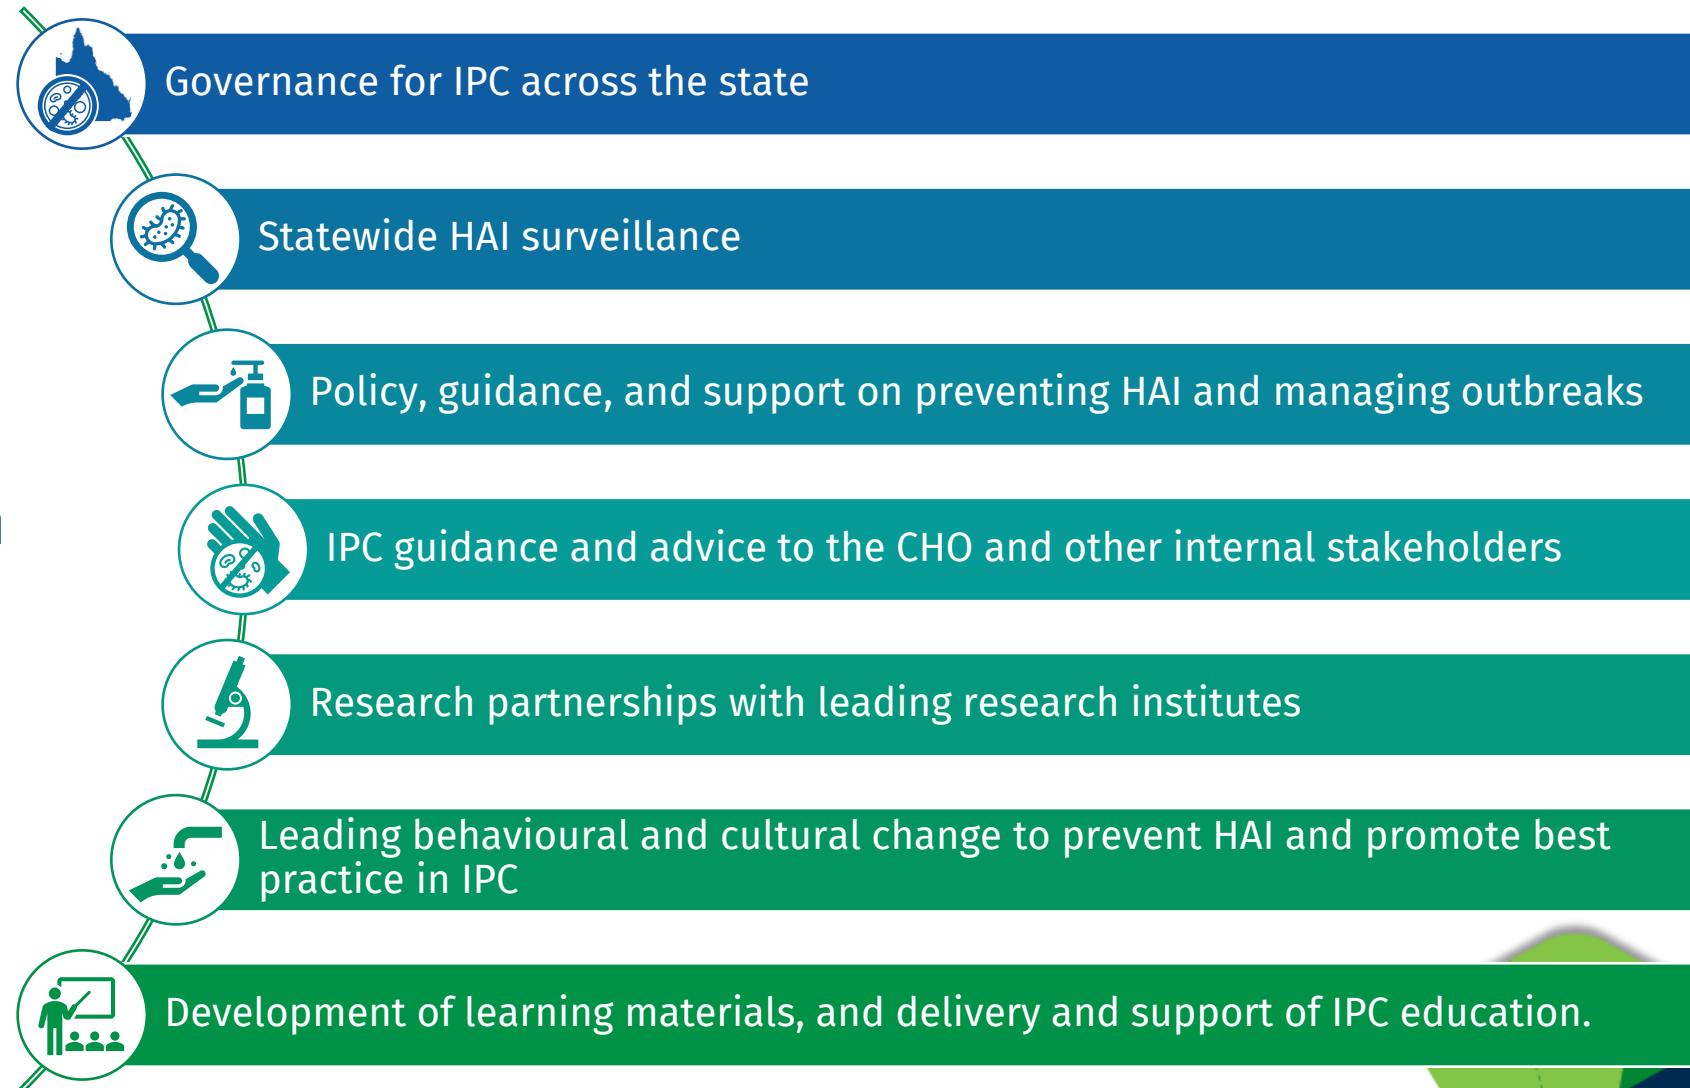 Governance for IPC across the state
Statewide HAI surveillance
Policy, guidance, and support on preventing HAI and managing outbreaks
IPC guidance and advice to the CHO and other internal stakeholders
Research partnerships with leading research institutes
Leading behavioural and cultural change to prevent HAI and promote best
practice in IPC
Development of learning materials, and delivery and support of IPC education.